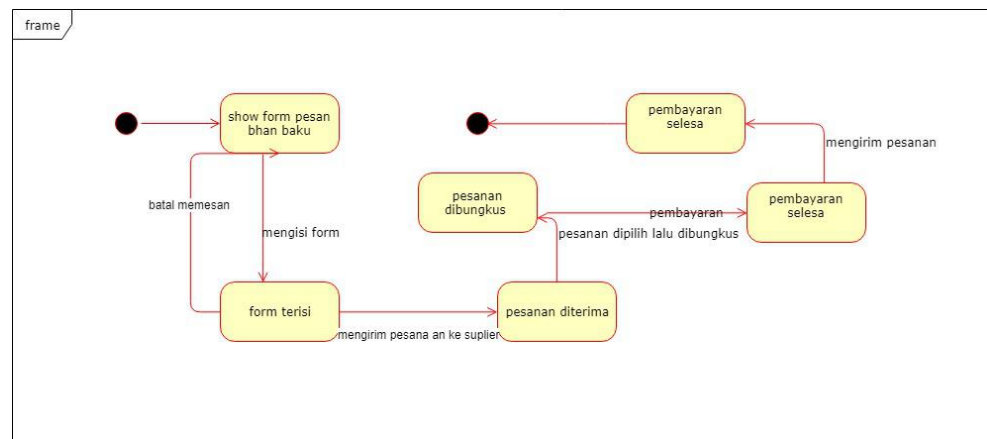 frame
show form pesan
bhan baku
batal memesan
mengisi form
form terisi
mengirim pesana an ke suplier
pesanan diterima
pesanan dipilih lalu dibungkus
pesanan
dibungkus
pembayaran
pembayaran
selesa
mengirim pesanan
pembayaran
selesa